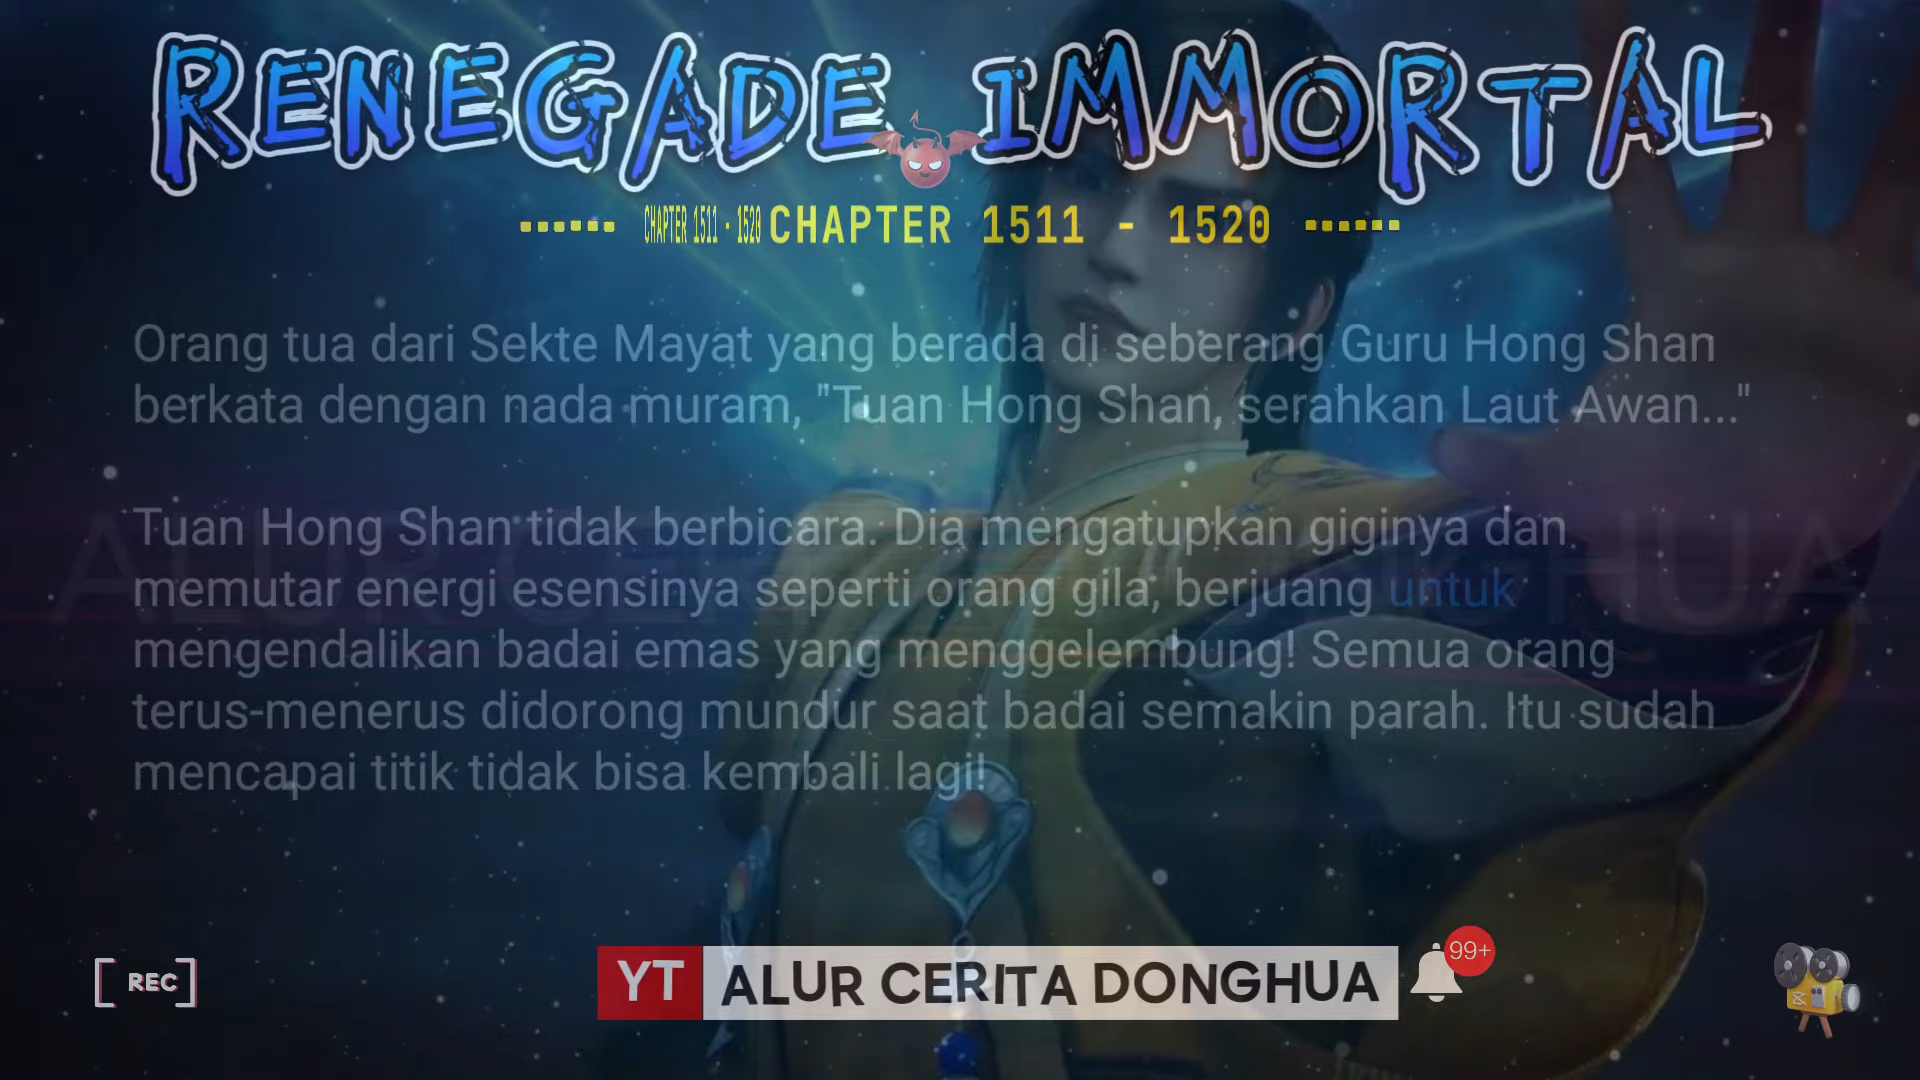 RENEGADE IMMORTAL
CHAPTER 1511 - 1520 CHAPTER 1511 - 1520
Orang tua dari Sekte Mayat yang berada di seberang Guru Hong Shan
berkata dengan nada muram, "Tuan Hong Shan, serahkan Laut Awan..."
Tuan Hong Shan tidak berbicara. Dia mengatupkan giginya dan
memutar energi esensinya seperti orang gila, berjuang untuk
mengendalikan badai emas yang menggelembung! Semua orang
terus-menerus didorong mundur saat badai semakin parah. Itu sudah
mencapai titik tidak bisa kembali lagi!
ALUR CERITA DONGHUA
[ REC ]
YT ALUR CERITA DONGHUA
99+